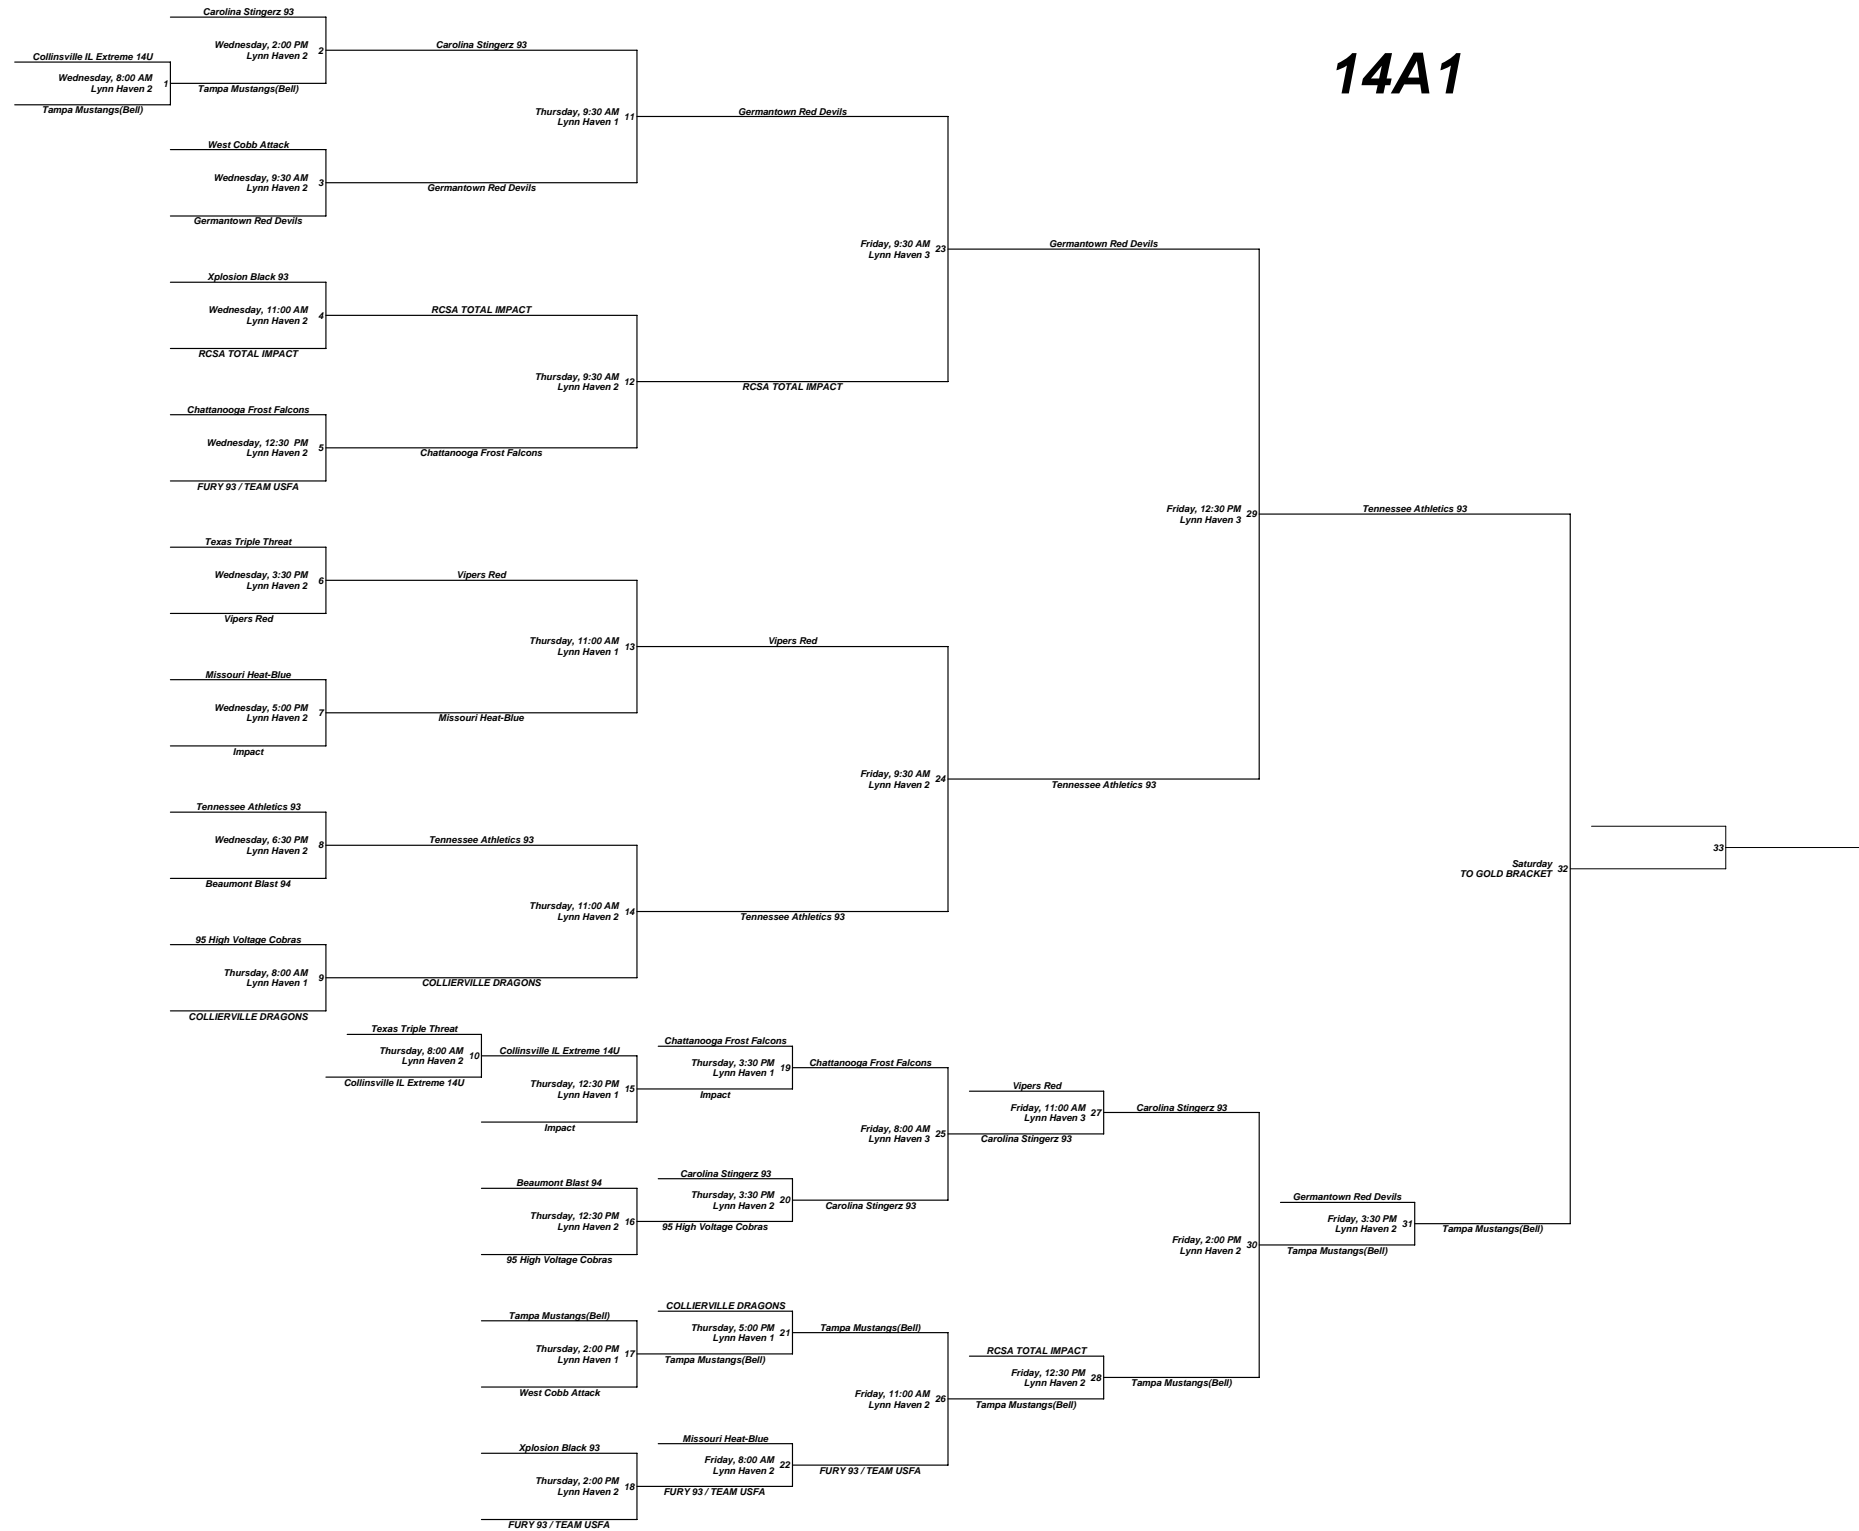 14A1
Carolina Stingerz 93
Wednesday, 2:00 PM
Lynn Haven 2
2
Carolina Stingerz 93
Collinsville IL Extreme 14U
Wednesday, 8:00 AM
Lynn Haven 2
1
Tampa Mustangs(Bell)
Tampa Mustangs(Bell)
Thursday, 9:30 AM
Lynn Haven 1
11
Germantown Red Devils
West Cobb Attack
Wednesday, 9:30 AM
Lynn Haven 2
3
Germantown Red Devils
Germantown Red Devils
Friday, 9:30 AM
Lynn Haven 3
23
Germantown Red Devils
Xplosion Black 93
Wednesday, 11:00 AM
Lynn Haven 2
4
RCSA TOTAL IMPACT
RCSA TOTAL IMPACT
Thursday, 9:30 AM
Lynn Haven 2
12
RCSA TOTAL IMPACT
Chattanooga Frost Falcons
Wednesday, 12:30 PM
Lynn Haven 2
5
Chattanooga Frost Falcons
FURY 93 / TEAM USFA
Friday, 12:30 PM
Lynn Haven 3
29
Tennessee Athletics 93
Texas Triple Threat
Wednesday, 3:30 PM
Lynn Haven 2
6
Vipers Red
Vipers Red
Thursday, 11:00 AM
Lynn Haven 1
13
Vipers Red
Missouri Heat-Blue
Wednesday, 5:00 PM
Lynn Haven 2
7
Missouri Heat-Blue
Impact
Friday, 9:30 AM
Lynn Haven 2
24
Tennessee Athletics 93
Tennessee Athletics 93
Wednesday, 6:30 PM
Lynn Haven 2
8
Tennessee Athletics 93
Beaumont Blast 94
Thursday, 11:00 AM
Lynn Haven 2
14
Tennessee Athletics 93
95 High Voltage Cobras
Thursday, 8:00 AM
Lynn Haven 1
9
COLLIERVILLE DRAGONS
COLLIERVILLE DRAGONS
Saturday
TO GOLD BRACKET
32
33
Texas Triple Threat
Thursday, 8:00 AM
Lynn Haven 2
10
Collinsville IL Extreme 14U
Collinsville IL Extreme 14U
Thursday, 12:30 PM
Lynn Haven 1
15
Impact
Chattanooga Frost Falcons
Thursday, 3:30 PM
Lynn Haven 1
19
Chattanooga Frost Falcons
Impact
Friday, 8:00 AM
Lynn Haven 3
25
Vipers Red
Friday, 11:00 AM
Lynn Haven 3
27
Carolina Stingerz 93
Carolina Stingerz 93
Beaumont Blast 94
Thursday, 12:30 PM
Lynn Haven 2
16
95 High Voltage Cobras
Carolina Stingerz 93
Thursday, 3:30 PM
Lynn Haven 2
20
Carolina Stingerz 93
95 High Voltage Cobras
Friday, 2:00 PM
Lynn Haven 2
30
Germantown Red Devils
Friday, 3:30 PM
Lynn Haven 2
31
Tampa Mustangs(Bell)
Tampa Mustangs(Bell)
Tampa Mustangs(Bell)
Thursday, 2:00 PM
Lynn Haven 1
17
West Cobb Attack
COLLIERVILLE DRAGONS
Thursday, 5:00 PM
Lynn Haven 1
21
Tampa Mustangs(Bell)
Tampa Mustangs(Bell)
Friday, 11:00 AM
Lynn Haven 2
26
RCSA TOTAL IMPACT
Friday, 12:30 PM
Lynn Haven 2
28
Tampa Mustangs(Bell)
Tampa Mustangs(Bell)
Xplosion Black 93
Thursday, 2:00 PM
Lynn Haven 2
18
FURY 93 / TEAM USFA
Missouri Heat-Blue
Friday, 8:00 AM
Lynn Haven 2
22
FURY 93 / TEAM USFA
FURY 93 / TEAM USFA